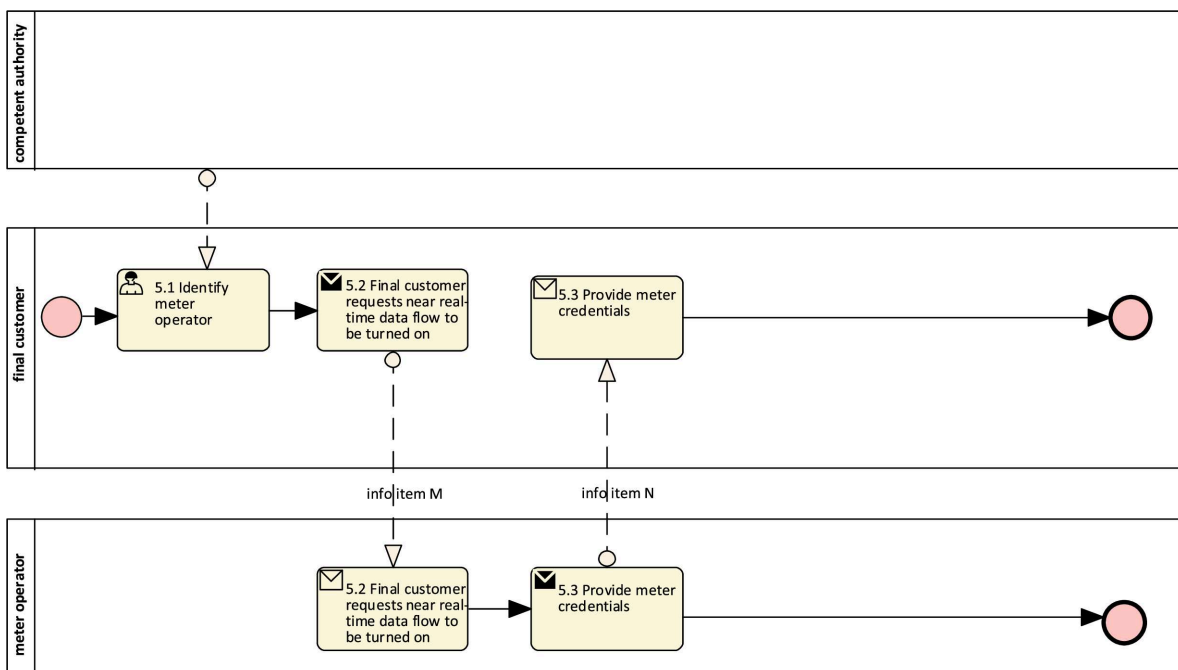 competent authority
final customer
5.1 Identify
meter
operator
5.2 Final customer
requests near real-
time data flow to
be turned on
5.3 Provide meter
credentials
info item M
info item N
meter operator
5.2 Final customer
requests near real-
time data flow to
be turned on
5.3 Provide meter
credentials